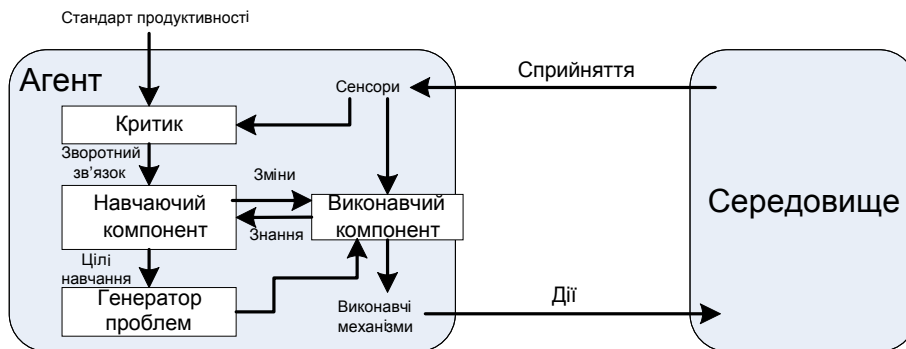 Стандарт продуктивності
Агент
Сенсори
Сприйняття
Критик
Зворотний
зв’язок
Зміни
Навчаючий
компонент
Виконавчий
компонент
Знання
Середовище
Цілі
навчання
Генератор
проблем
Виконавчі
механізми
Дії